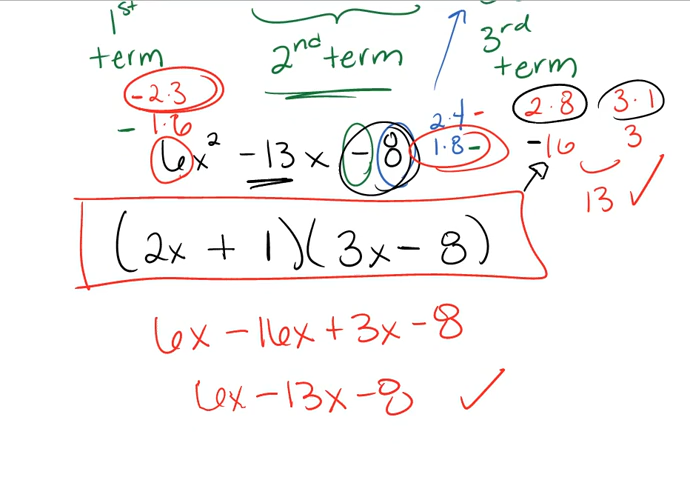 1st term
2nd term
3rd term
-2·3
- 1·6
2·4 -
1·8 -
2·8
3·1
-16
3
13 ✓
6x² -13x -8
(2x + 1)(3x - 8)
6x - 16x + 3x - 8
6x - 13x - 8 ✓